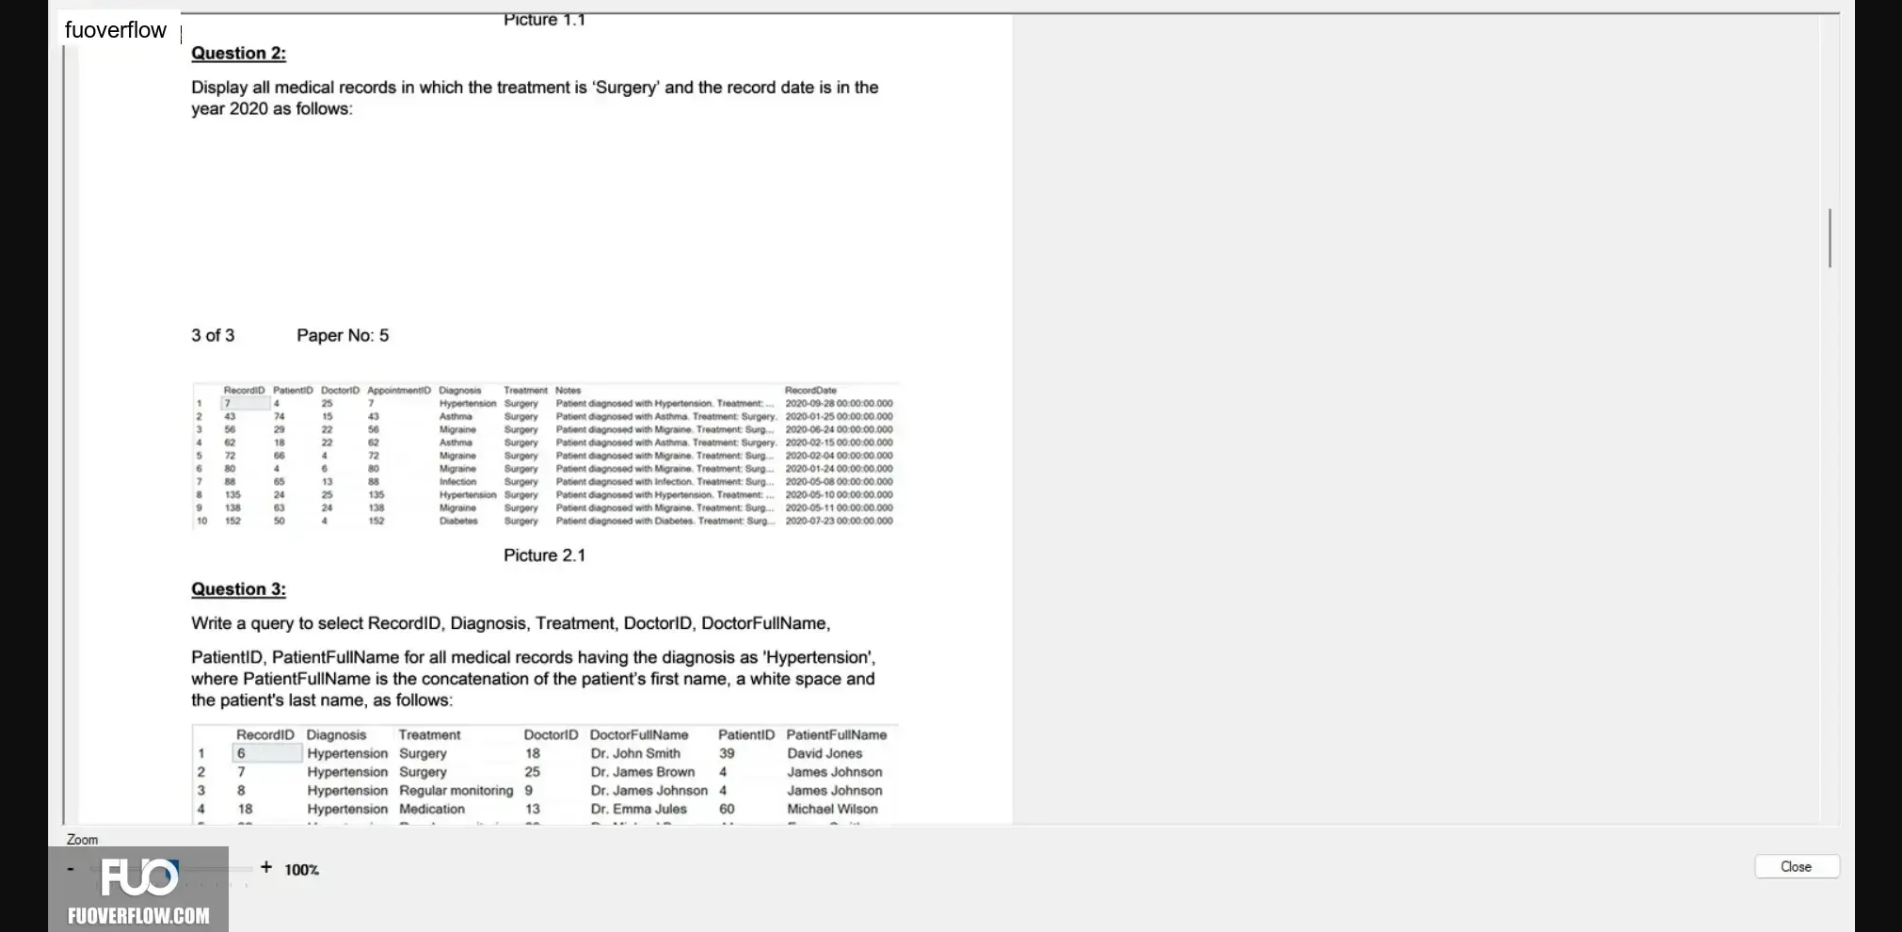 fuoverflow
Picture 1.1
Question 2:
Display all medical records in which the treatment is ‘Surgery’ and the record date is in the
year 2020 as follows:
3 of 3 Paper No: 5
RecordID PatientID DoctorID AppointmentID Diagnosis Treatment Notes RecordDate
1 7 4 25 7 Hypertension Surgery Patient diagnosed with Hypertension. Treatment: ... 2020-09-28 00:00:00.000
2 43 74 15 43 Asthma Surgery Patient diagnosed with Asthma. Treatment: Surgery. 2020-01-25 00:00:00.000
3 56 29 22 56 Migraine Surgery Patient diagnosed with Migraine. Treatment: Surg... 2020-06-24 00:00:00.000
4 62 18 22 62 Asthma Surgery Patient diagnosed with Asthma. Treatment: Surgery. 2020-02-15 00:00:00.000
5 72 66 4 72 Migraine Surgery Patient diagnosed with Migraine. Treatment: Surg... 2020-02-04 00:00:00.000
6 80 4 6 80 Migraine Surgery Patient diagnosed with Migraine. Treatment: Surg... 2020-01-24 00:00:00.000
7 88 65 13 88 Infection Surgery Patient diagnosed with Infection. Treatment: Surg... 2020-05-08 00:00:00.000
8 135 24 25 135 Hypertension Surgery Patient diagnosed with Hypertension. Treatment: ... 2020-05-10 00:00:00.000
9 138 63 24 138 Migraine Surgery Patient diagnosed with Migraine. Treatment: Surg... 2020-05-11 00:00:00.000
10 152 50 4 152 Diabetes Surgery Patient diagnosed with Diabetes. Treatment: Surg... 2020-07-23 00:00:00.000
Picture 2.1
Question 3:
Write a query to select RecordID, Diagnosis, Treatment, DoctorID, DoctorFullName,
PatientID, PatientFullName for all medical records having the diagnosis as 'Hypertension',
where PatientFullName is the concatenation of the patient's first name, a white space and
the patient's last name, as follows:
RecordID Diagnosis Treatment DoctorID DoctorFullName PatientID PatientFullName
1 6 Hypertension Surgery 18 Dr. John Smith 39 David Jones
2 7 Hypertension Surgery 25 Dr. James Brown 4 James Johnson
3 8 Hypertension Regular monitoring 9 Dr. James Johnson 4 James Johnson
4 18 Hypertension Medication 13 Dr. Emma Jules 60 Michael Wilson
Zoom
- + 100%
Close
FUO
FUOVERFLOW.COM